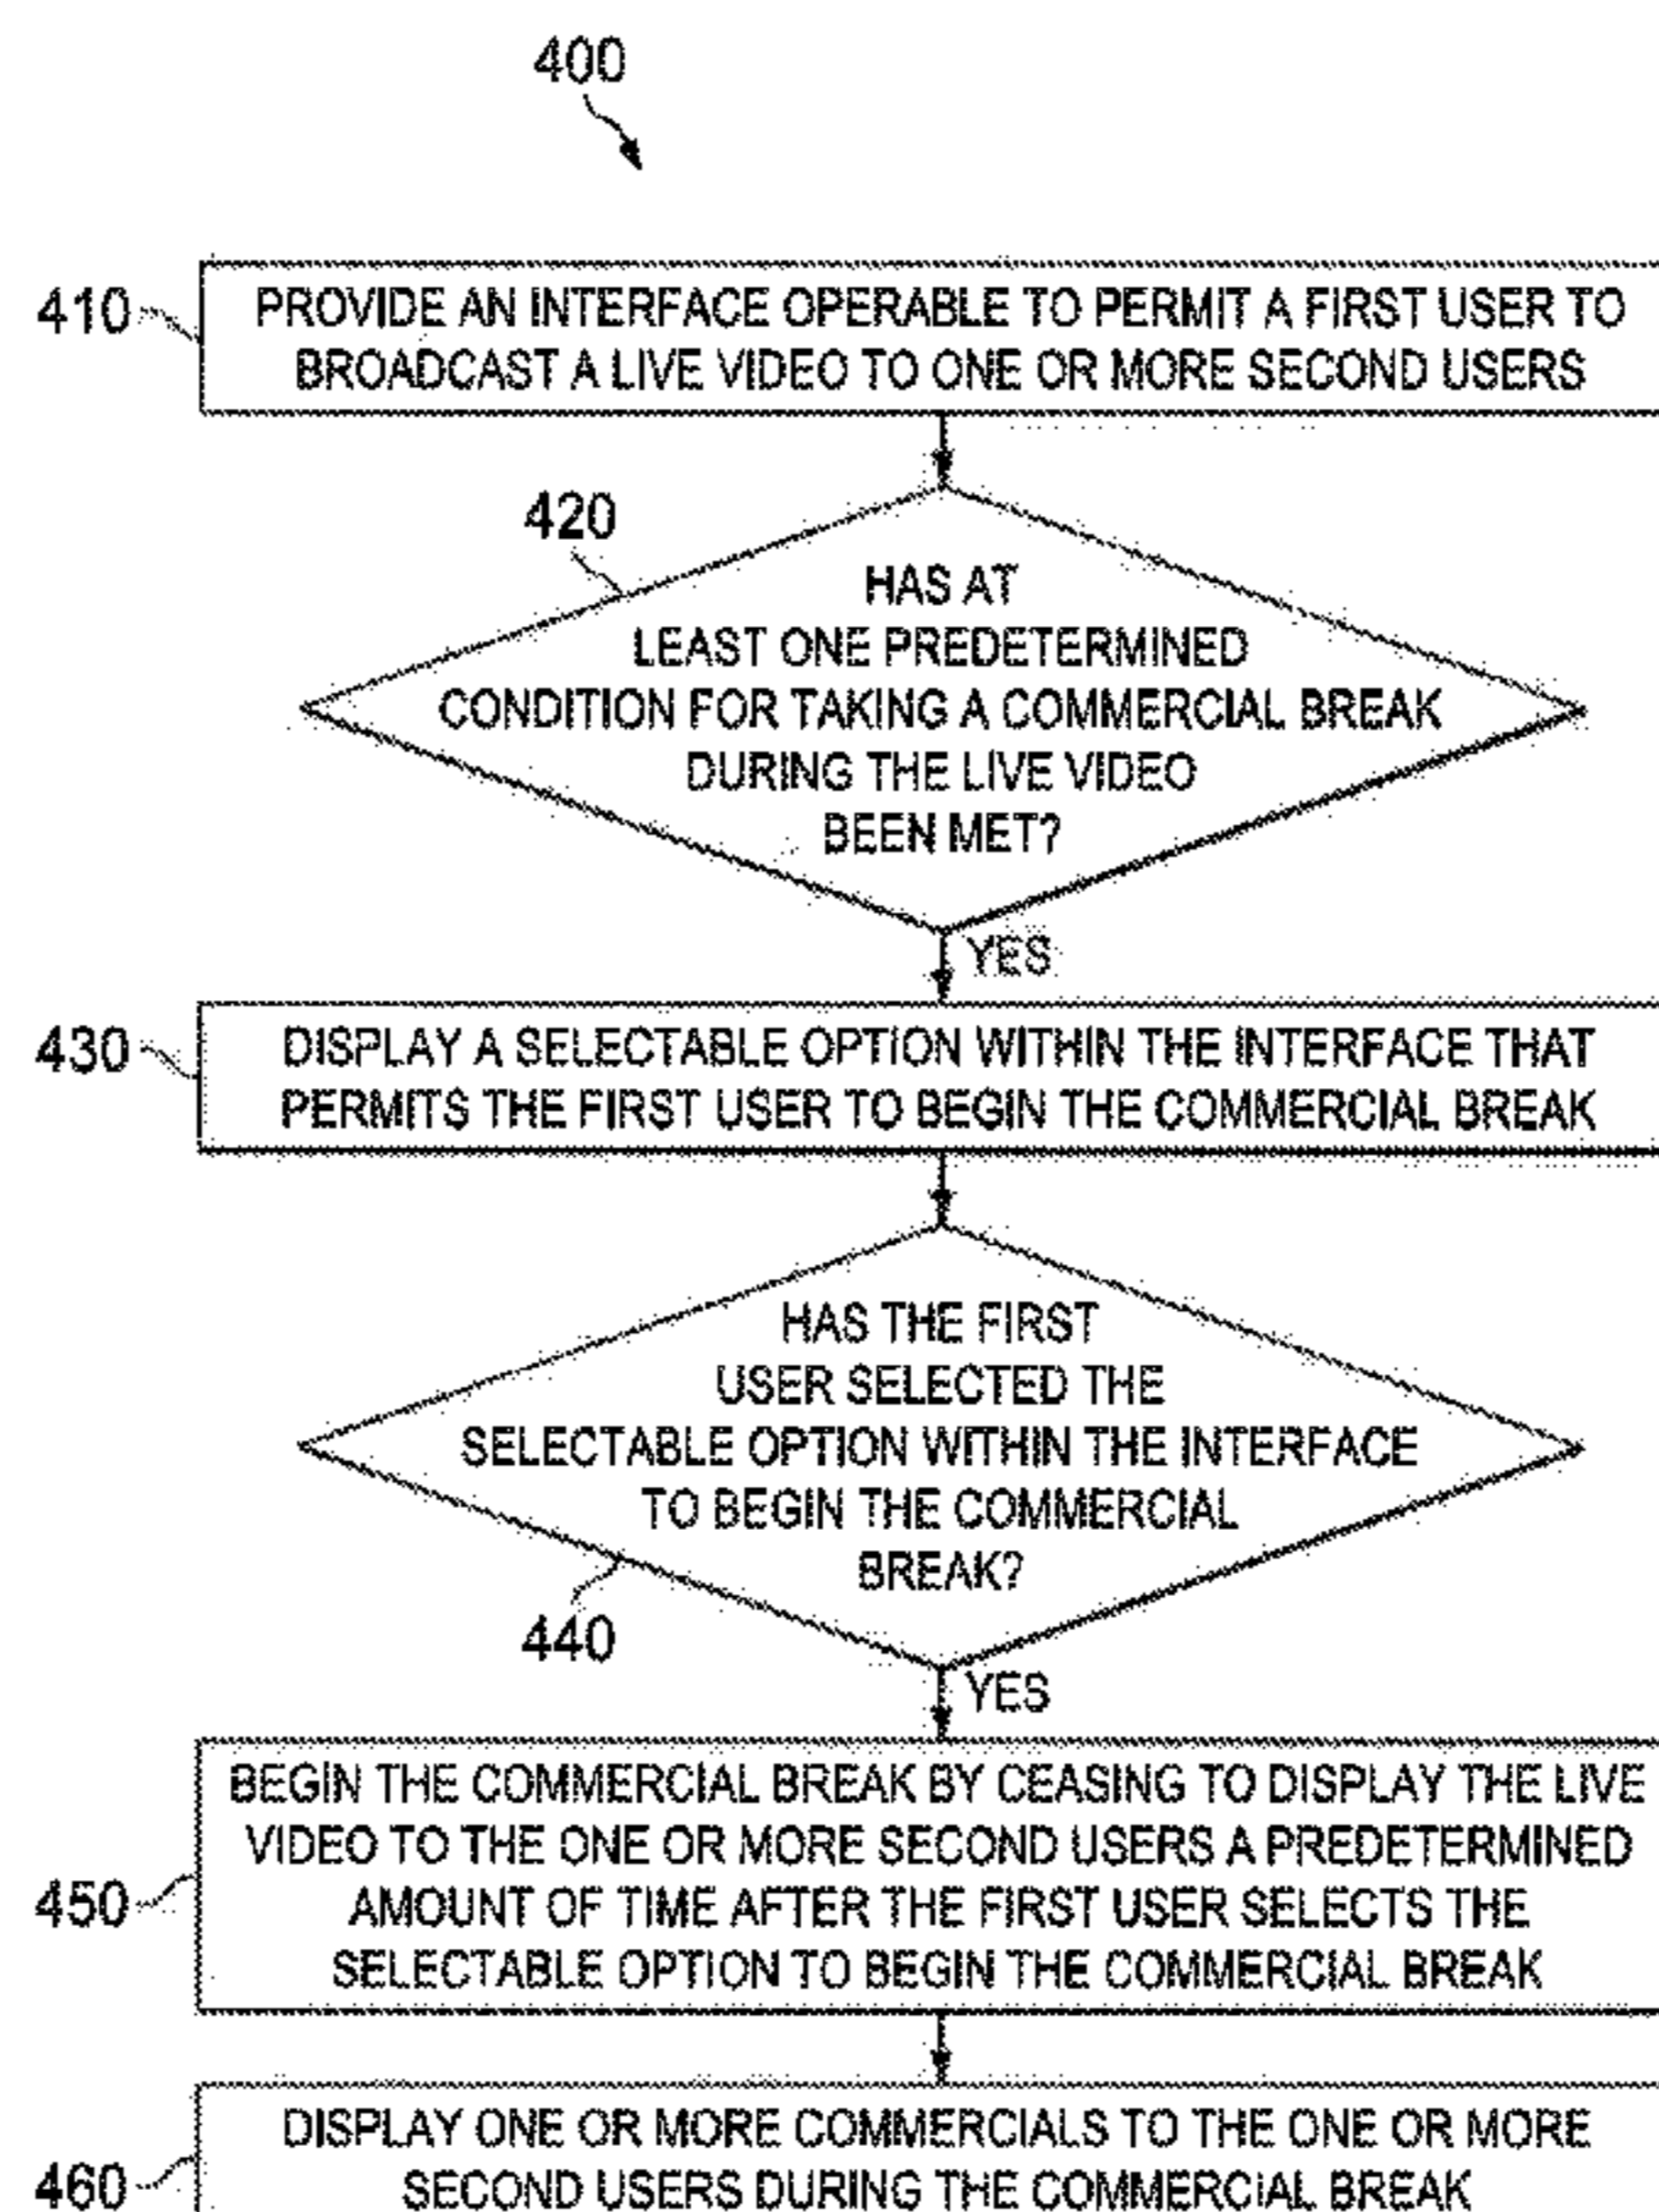 400
410
PROVIDE AN INTERFACE OPERABLE TO PERMIT A FIRST USER TO
BROADCAST A LIVE VIDEO TO ONE OR MORE SECOND USERS
420
HAS AT
LEAST ONE PREDETERMINED
CONDITION FOR TAKING A COMMERCIAL BREAK
DURING THE LIVE VIDEO
BEEN MET?
YES
430
DISPLAY A SELECTABLE OPTION WITHIN THE INTERFACE THAT
PERMITS THE FIRST USER TO BEGIN THE COMMERCIAL BREAK
HAS THE FIRST
USER SELECTED THE
SELECTABLE OPTION WITHIN THE INTERFACE
TO BEGIN THE COMMERCIAL
BREAK?
440
YES
BEGIN THE COMMERCIAL BREAK BY CEASING TO DISPLAY THE LIVE
VIDEO TO THE ONE OR MORE SECOND USERS A PREDETERMINED
450
AMOUNT OF TIME AFTER THE FIRST USER SELECTS THE
SELECTABLE OPTION TO BEGIN THE COMMERCIAL BREAK
DISPLAY ONE OR MORE COMMERCIALS TO THE ONE OR MORE
460
SECOND USERS DURING THE COMMERCIAL BREAK